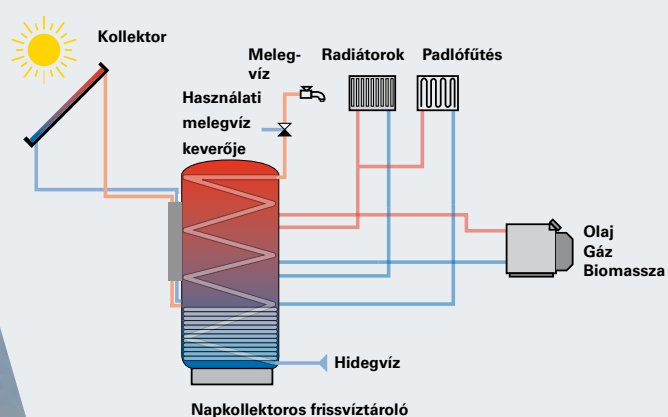 Kollektor
Meleg-
víz
Radiátorok
Padlófűtés
Használati
melegvíz
keverője
Olaj
Gáz
Biomassza
Hidegvíz
Napkollektoros frissvíztároló